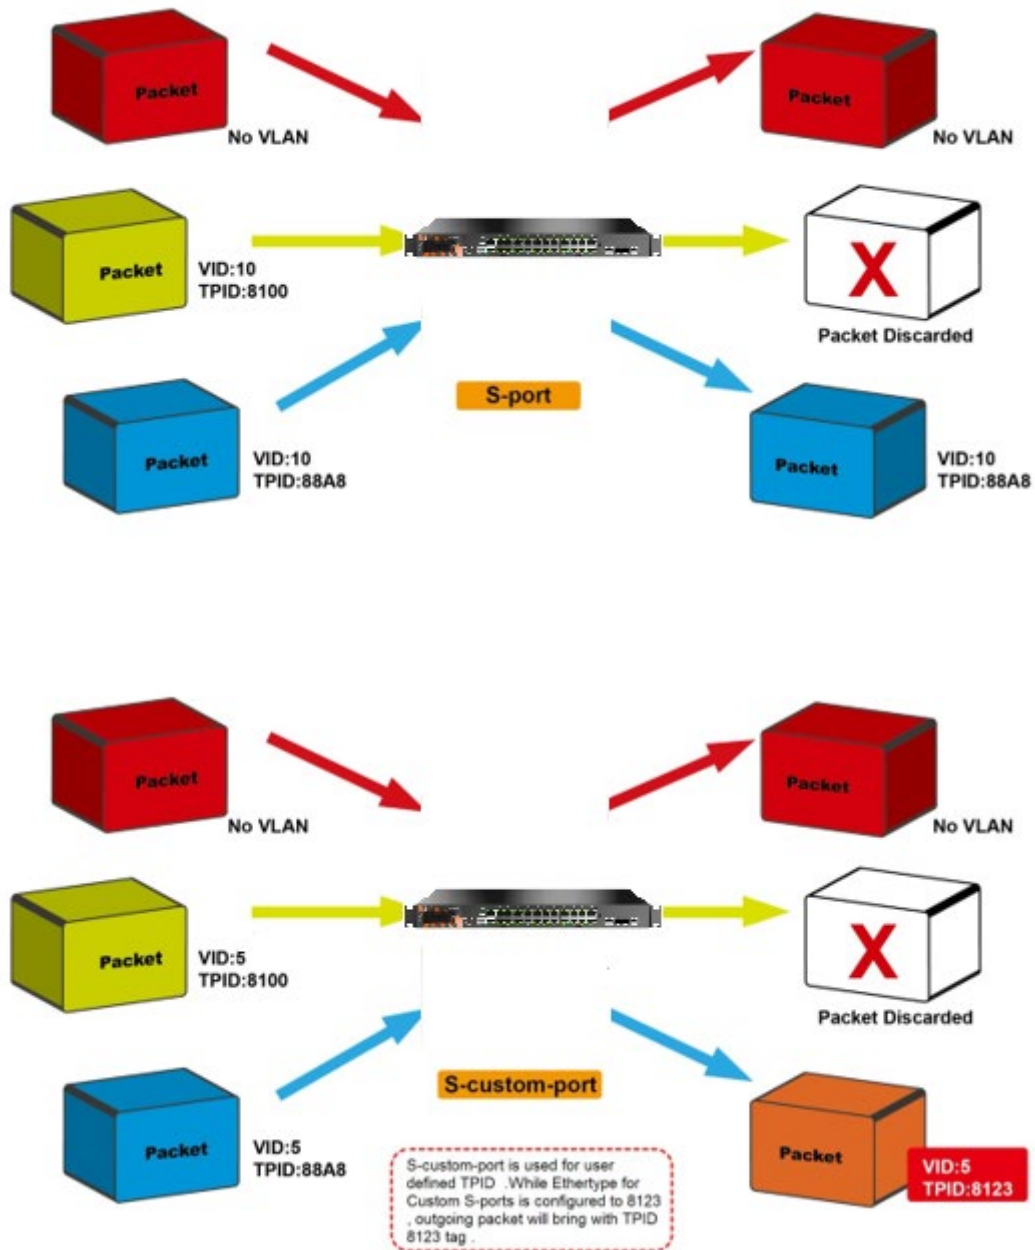 Packet
No VLAN
Packet
No VLAN
Packet
VID:10
TPID:8100
X
Packet Discarded
S-port
Packet
VID:10
TPID:88A8
Packet
VID:10
TPID:88A8
Packet
No VLAN
Packet
No VLAN
Packet
VID:5
TPID:8100
X
Packet Discarded
S-custom-port
Packet
VID:5
TPID:88A8
Packet
VID:5
TPID:8123
S-custom-port is used for user
defined TPID .While Ethertype for
Custom S-ports is configured to 8123
, outgoing packet will bring with TPID
8123 tag .